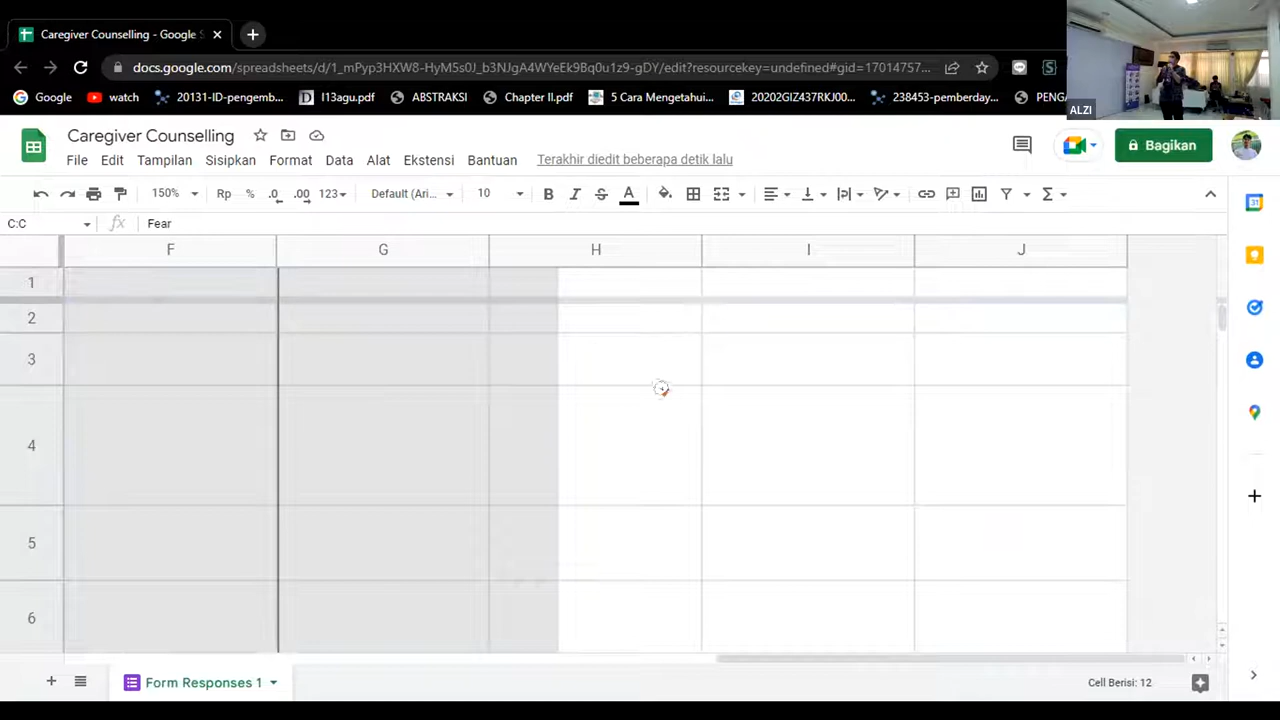 Caregiver Counselling - Google S
docs.google.com/spreadsheets/d/1_mPyp3HXW8-HyM5s0J_b3NJgA4WYeEk9Bq0u1z9-gDY/edit?resourcekey=undefined#gid=17014757...
Google
watch
20131-ID-pengemb...
I13agu.pdf
ABSTRAKSI
Chapter II.pdf
5 Cara Mengetahui...
20202GIZ437RKJ00...
238453-pemberday...
PENGA
ALZI
Caregiver Counselling
Bagikan
File Edit Tampilan Sisipkan Format Data Alat Ekstensi Bantuan Terakhir diedit beberapa detik lalu
150% Rp % .0 .00 123 Default (Ari... 10 B I S A
C:C fx Fear
F G H I J
1
2
3
4
5
6
Form Responses 1
Cell Berisi: 12